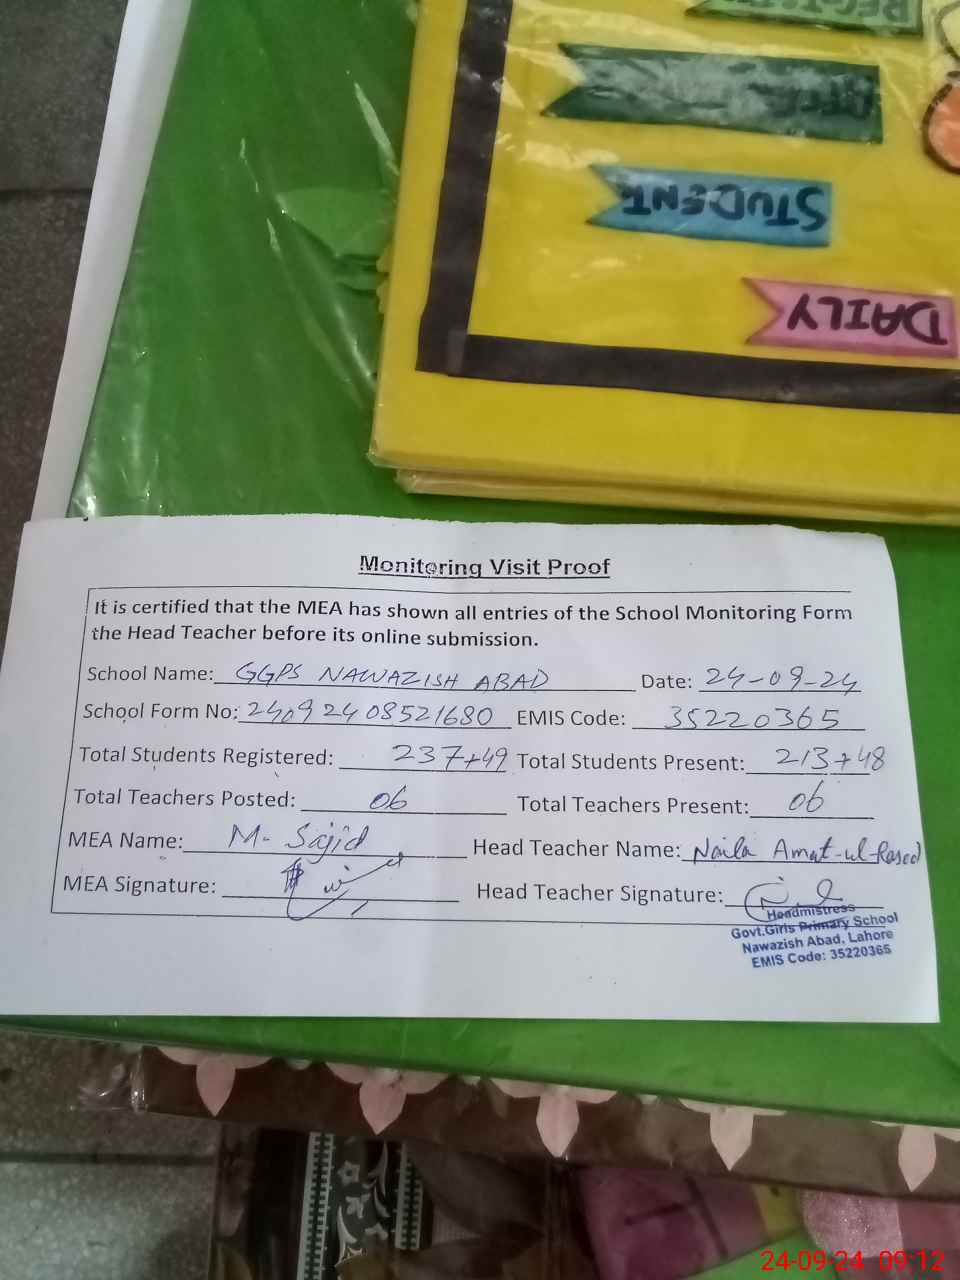 REGIS
STUDENT
DAILY
Monitoring Visit Proof
It is certified that the MEA has shown all entries of the School Monitoring Form
the Head Teacher before its online submission.
School Name: GGPS NAWAZISH ABAD Date: 24-09-24
School Form No: 24092408521680 EMIS Code: 35220365
Total Students Registered: 237+49 Total Students Present: 213+48
Total Teachers Posted: 06 Total Teachers Present: 06
MEA Name: M. Sajid Head Teacher Name: Naila Amat-ul-Raseed
MEA Signature: Head Teacher Signature:
Headmistress
Govt.Girls Primary School
Nawazish Abad, Lahore
EMIS Code: 35220365
24-09-24 09:12